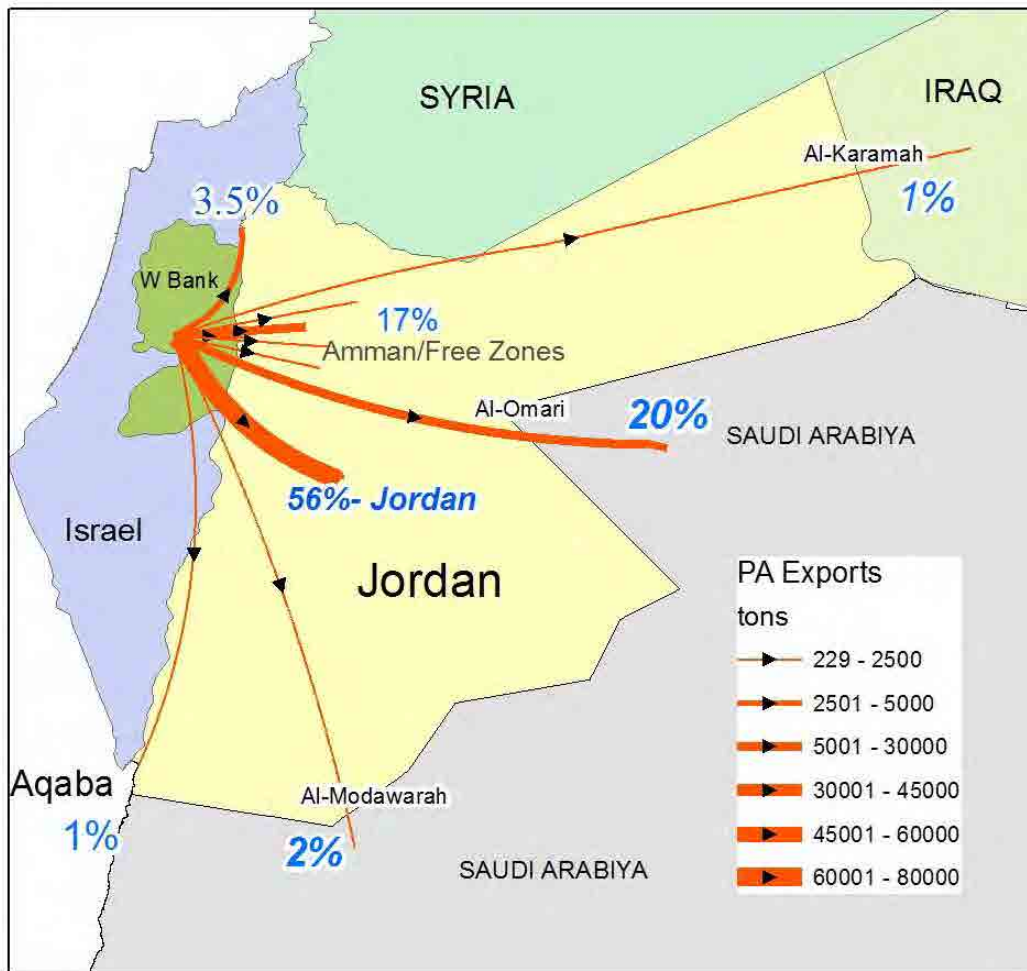 SYRIA
IRAQ
Al-Karamah
1%
3.5%
W Bank
17%
Amman/Free Zones
Al-Omari
20%
SAUDI ARABIYA
56%- Jordan
Israel
Jordan
PA Exports
tons
229 - 2500
2501 - 5000
5001 - 30000
30001 - 45000
45001 - 60000
60001 - 80000
Aqaba
1%
Al-Modawarah
2%
SAUDI ARABIYA